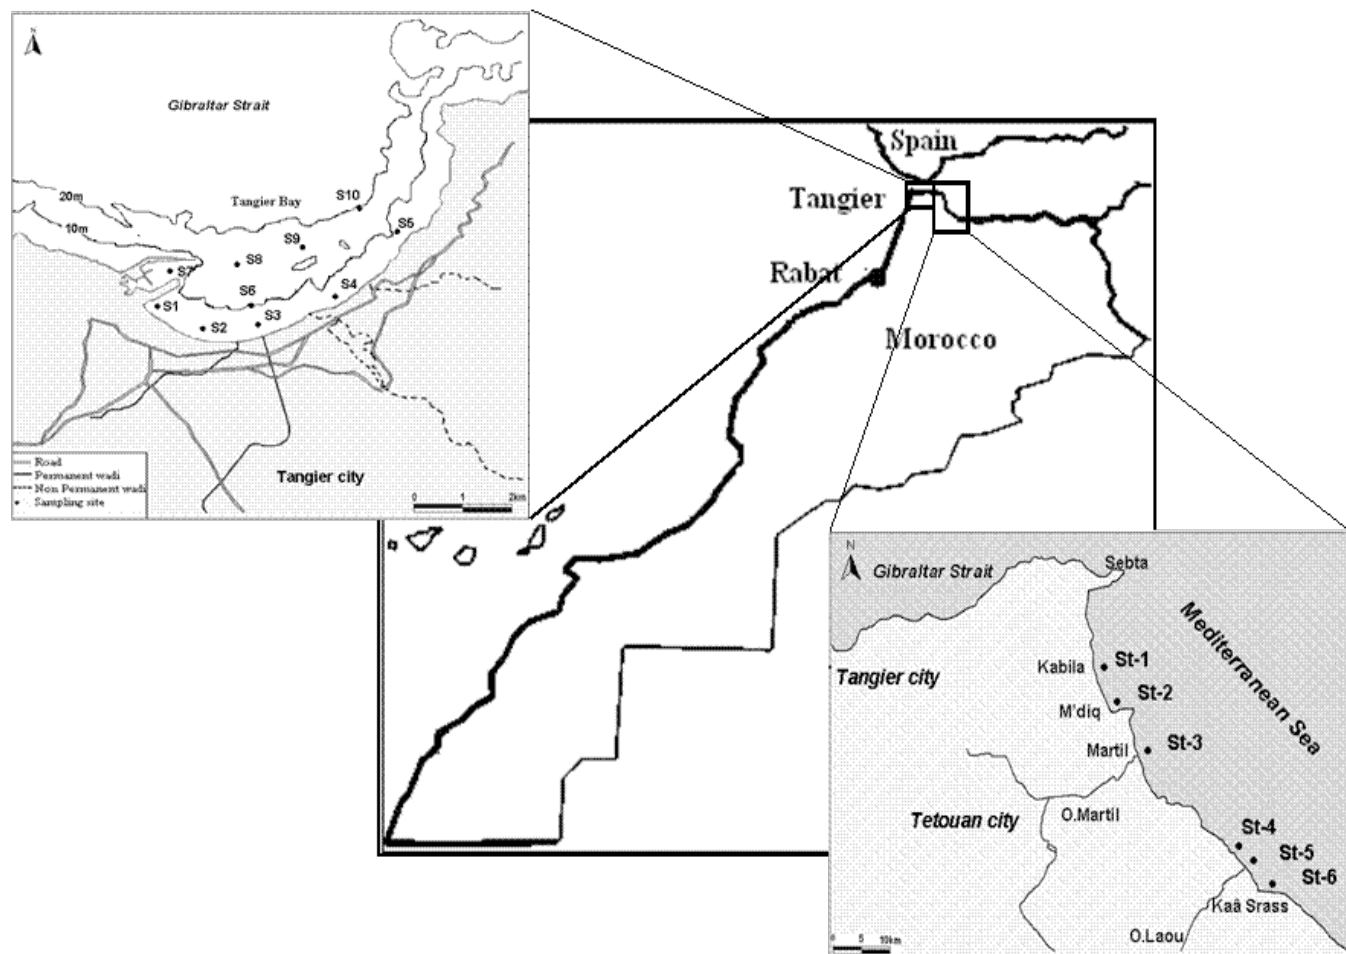 N
Gibraltar Strait
20m
Tangier Bay
S10
10m
S9
S5
S8
S7
S6
S4
S1
S2
S3
Tangier city
Road
Permanent wadi
Non Permanent wadi
Sampling site
0 1 2km
Spain
Tangier
Rabat
Morocco
N
Gibraltar Strait
Sebta
Mediterranean Sea
Kabila
St-1
Tangier city
St-2
M'diq
Martil
St-3
O.Martil
Tetouan city
St-4
St-5
St-6
Kaâ Srass
O.Laou
0 5 10km